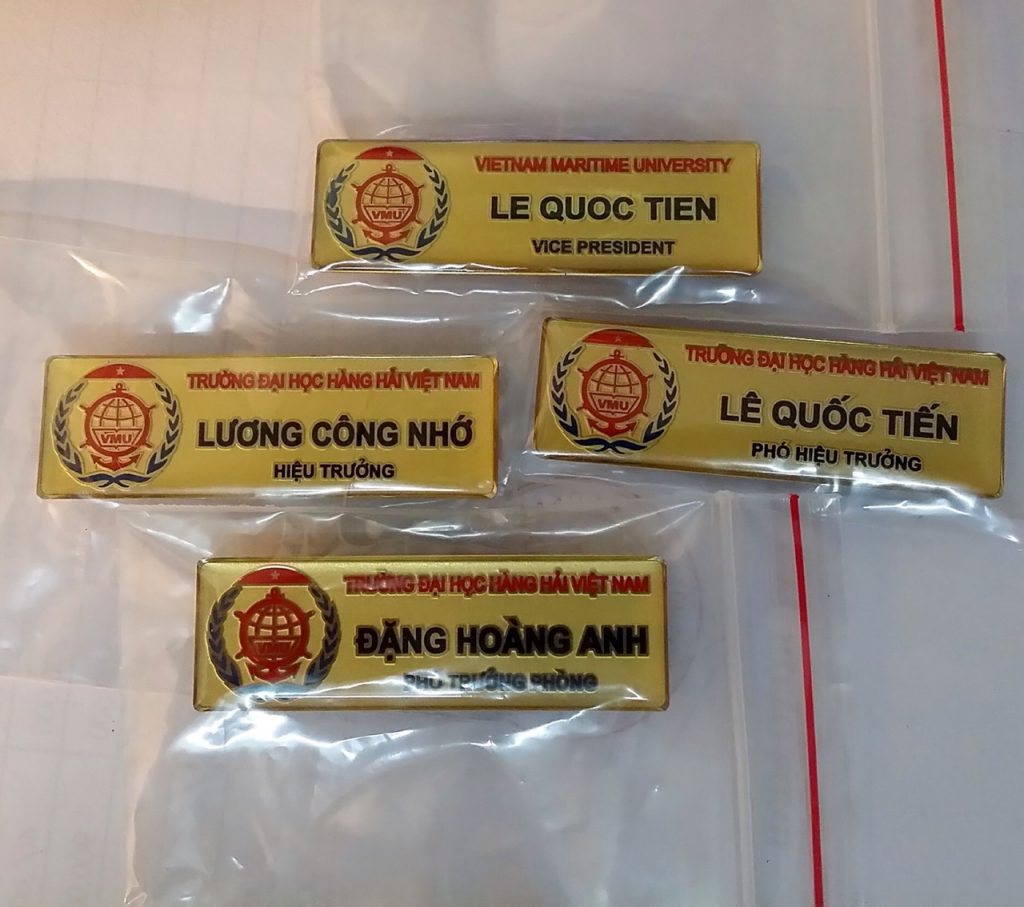 VIETNAM MARITIME UNIVERSITY
LE QUOC TIEN
VICE PRESIDENT
VMU
TRƯỜNG ĐẠI HỌC HÀNG HẢI VIỆT NAM
LƯƠNG CÔNG NHỚ
HIỆU TRƯỞNG
VMU
TRƯỜNG ĐẠI HỌC HÀNG HẢI VIỆT NAM
LÊ QUỐC TIẾN
PHÓ HIỆU TRƯỞNG
VMU
TRƯỜNG ĐẠI HỌC HÀNG HẢI VIỆT NAM
ĐẶNG HOÀNG ANH
PHÓ TRƯỞNG PHÒNG
VMU